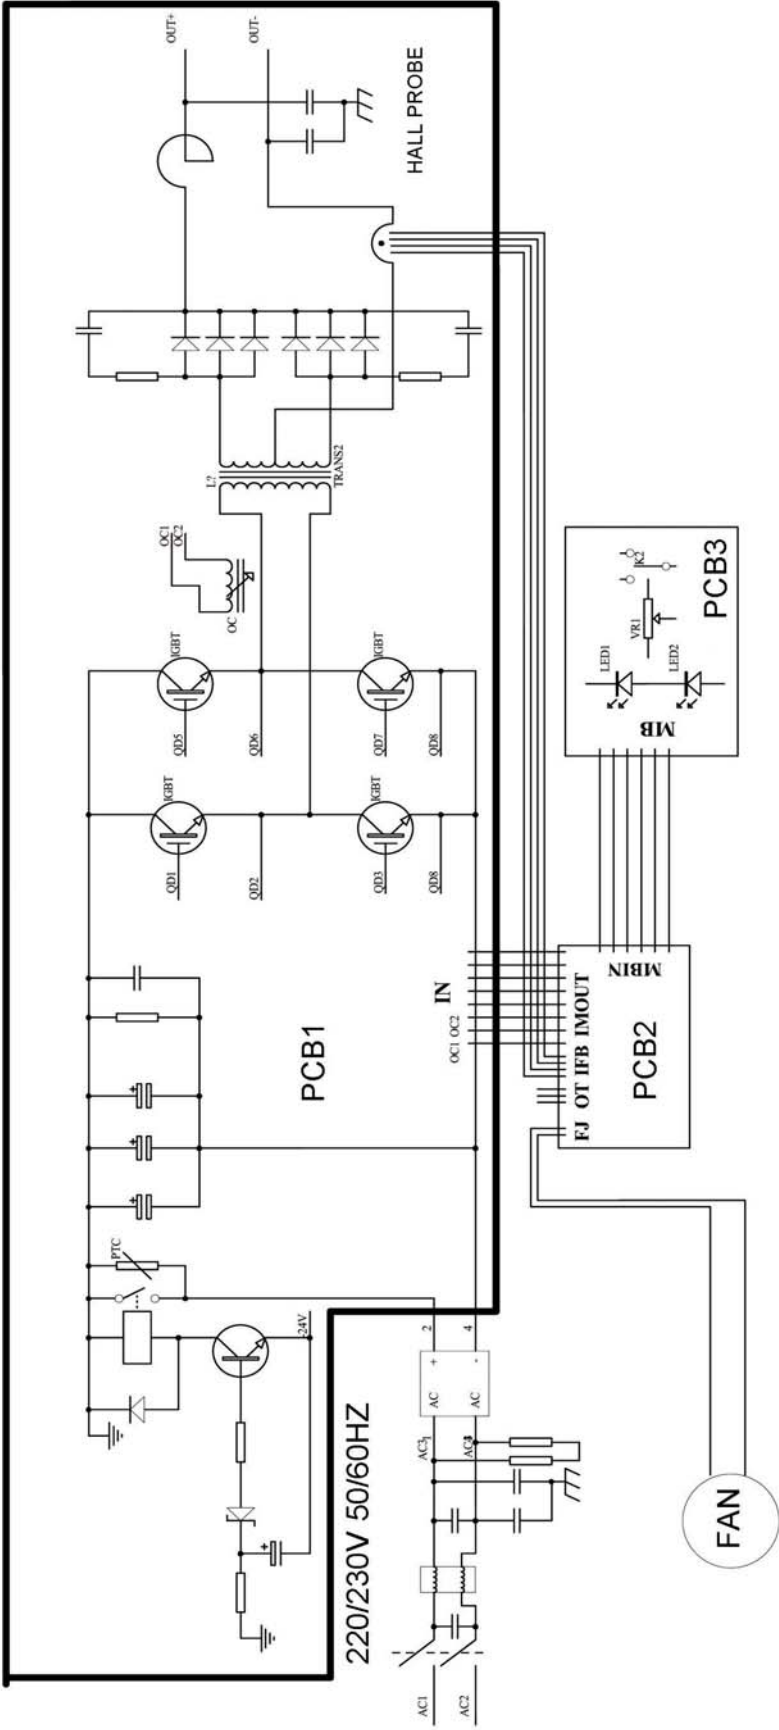 OUT+
OUT-
HALL PROBE
L?
TRANS2
OC1
OC2
OC
IGBT
IGBT
QD5
QD6
QD7
QD8
IGBT
IGBT
QD1
QD2
QD3
QD8
LED1
LED2
VR1
K2
MB
PCB3
PCB1
IN
OC1 OC2
MBIN
FJ OT IFB IMOUT
PCB2
PTC
-24V
2
4
+
-
AC
AC
AC3
1
220/230V 50/60HZ
AC1
AC2
FAN